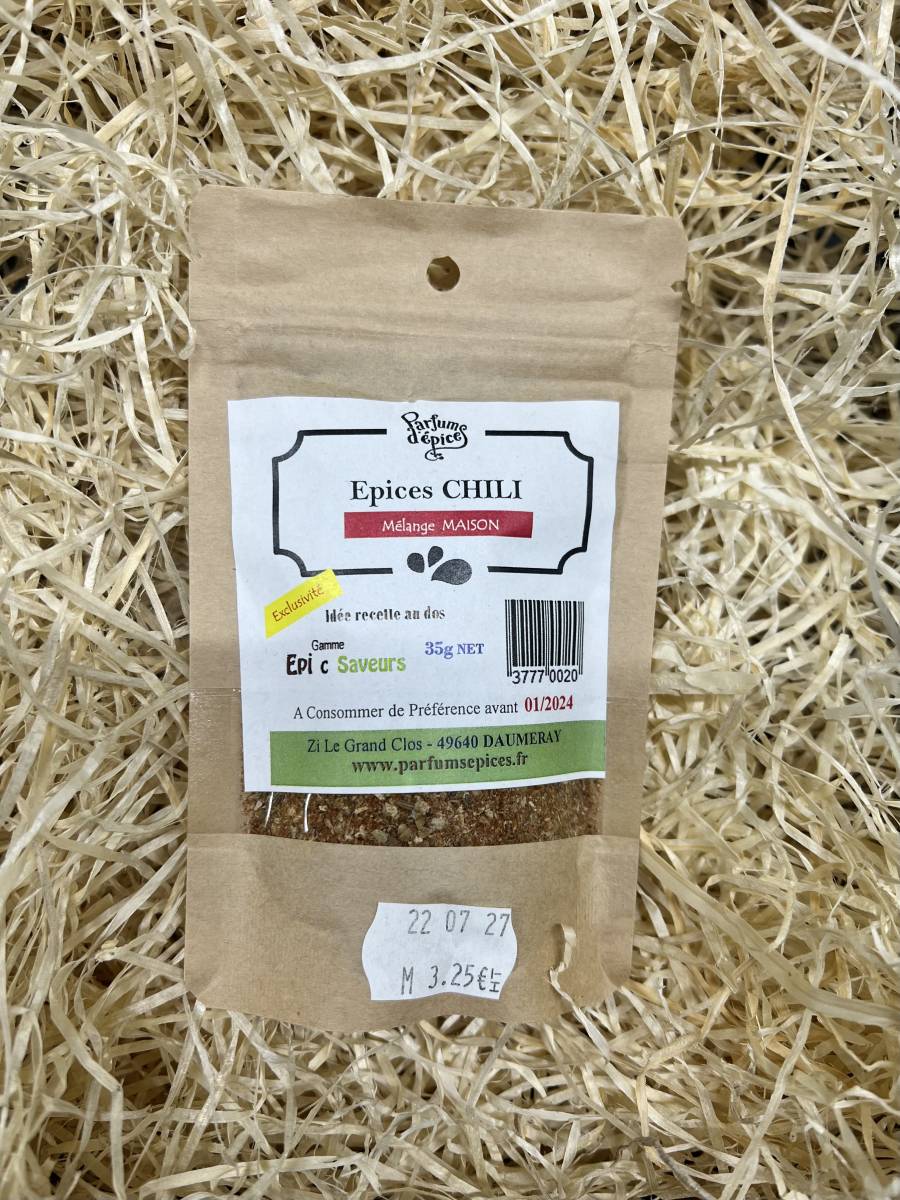 Parfums
d'épices
Epices CHILI
Mélange MAISON
Exclusivité
Idée recette au dos
Gamme
Epi c Saveurs
35g NET
3777 0020
A Consommer de Préférence avant 01/2024
Zi Le Grand Clos - 49640 DAUMERAY
www.parfumsepices.fr
22 07 27
M 3.25€